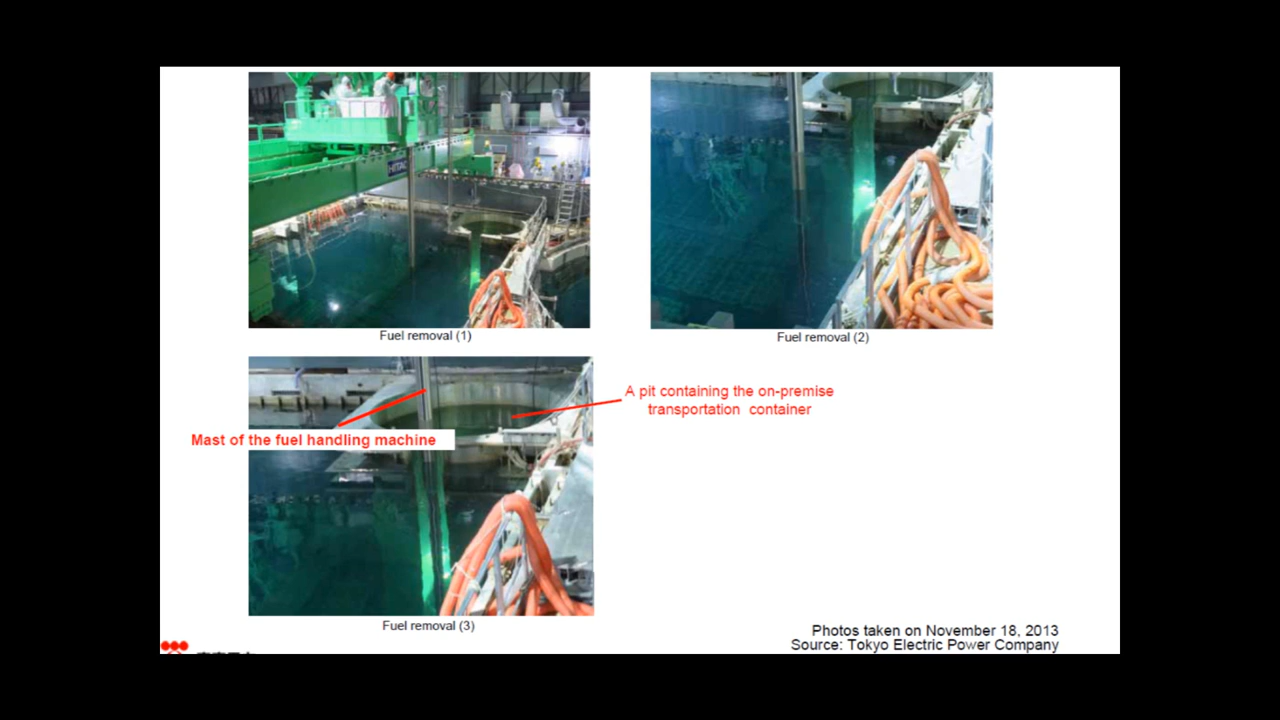 Fuel removal (1)
Fuel removal (2)
A pit containing the on-premise
transportation container
Mast of the fuel handling machine
Fuel removal (3)
Photos taken on November 18, 2013
Source: Tokyo Electric Power Company